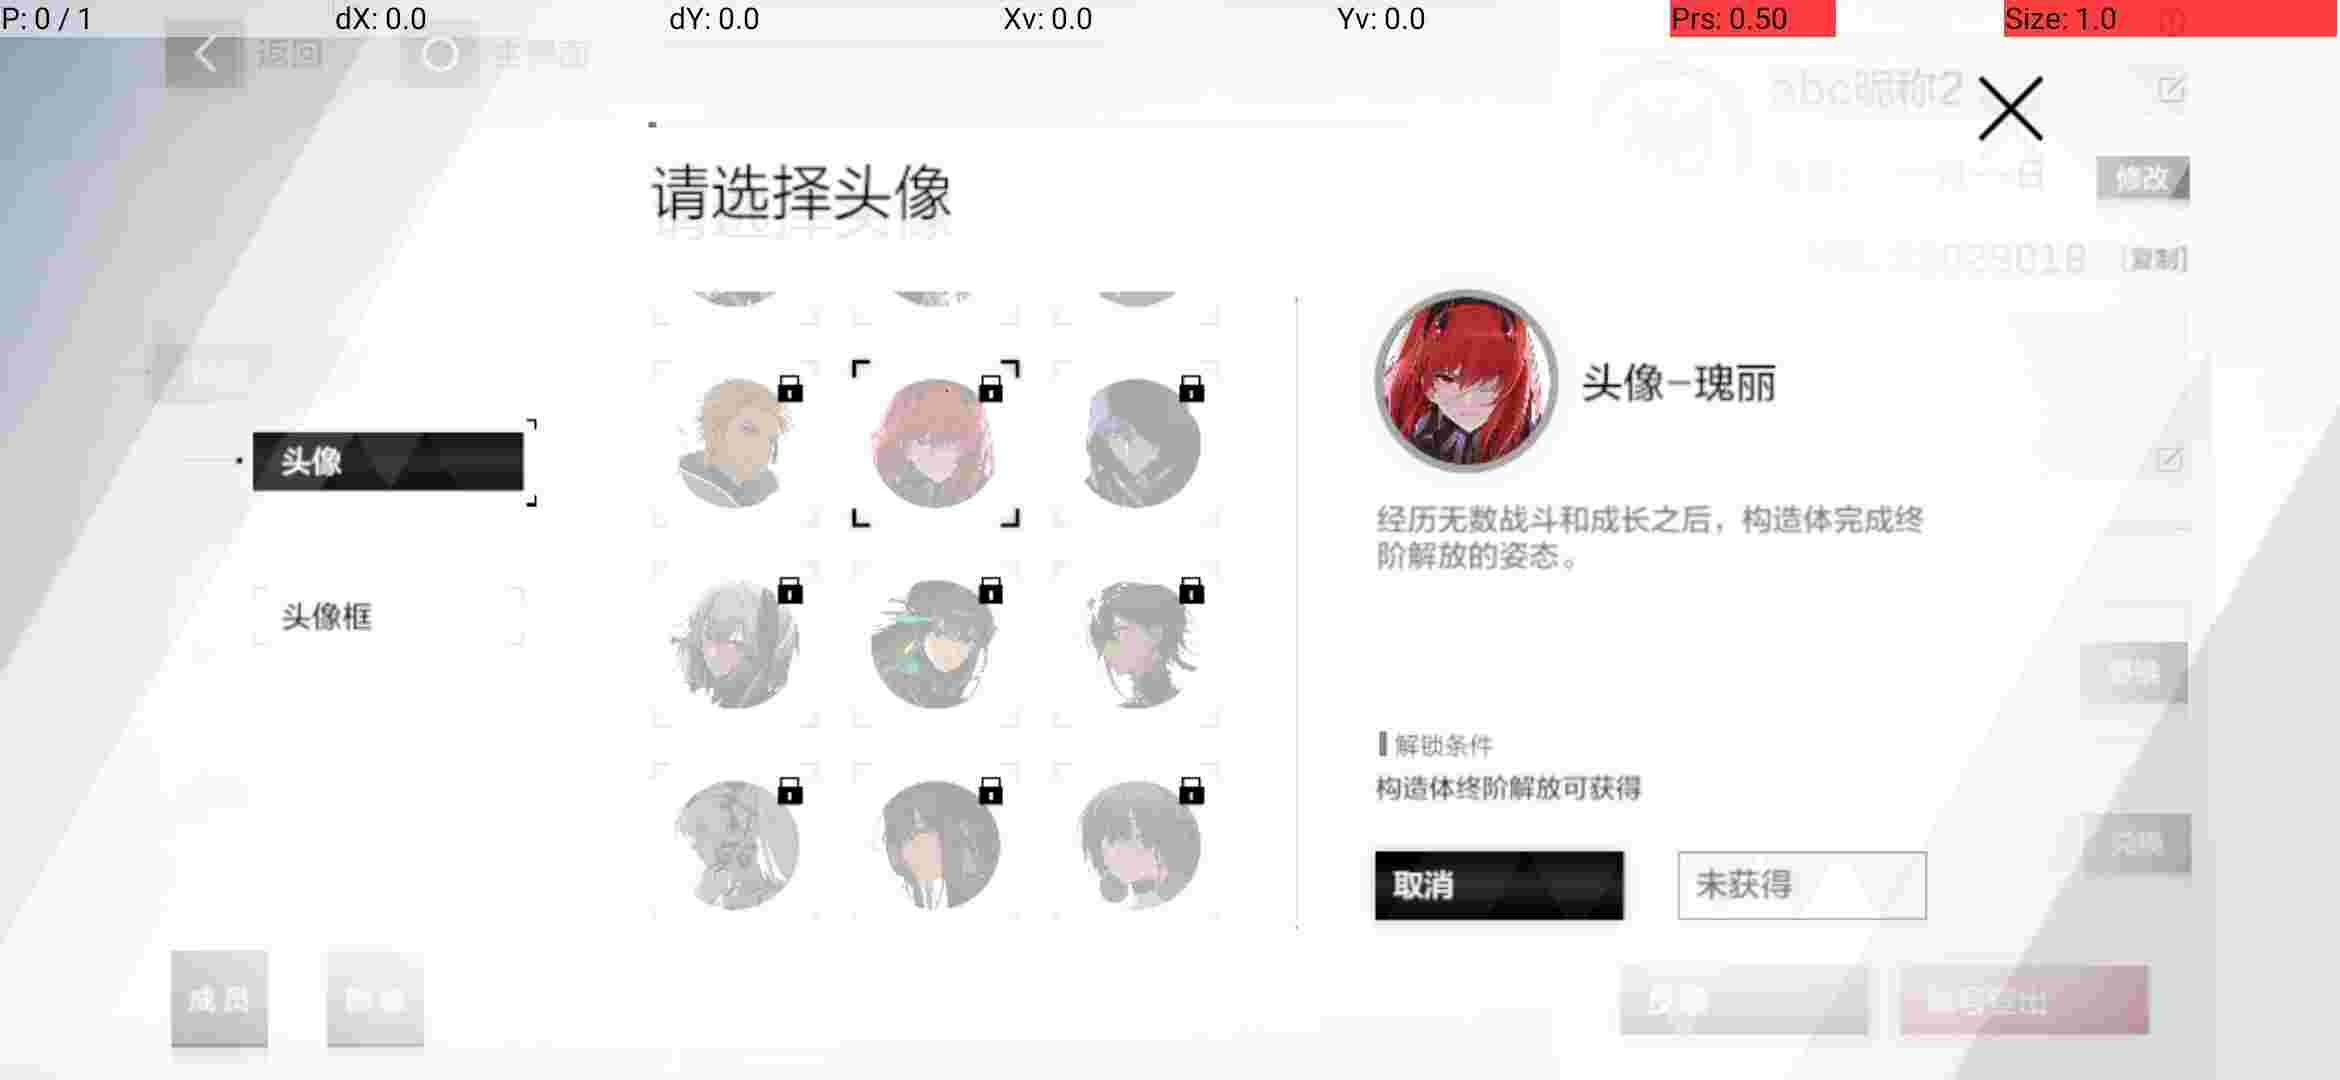 P: 0 / 1
dX: 0.0
dY: 0.0
Xv: 0.0
Yv: 0.0
Prs: 0.50
Size: 1.0
返回
主界面
abc昵称2
修改
[复制]
请选择头像
头像
头像框
头像-瑰丽
经历无数战斗和成长之后，构造体完成终
阶解放的姿态。
解锁条件
构造体终阶解放可获得
取消
未获得
成员